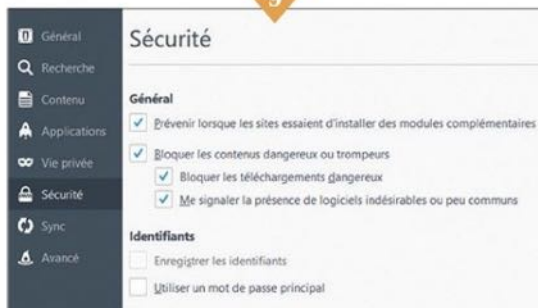 Général
Recherche
Contenu
Applications
Vie privée
Sécurité
Sync
Avancé
Sécurité
Général
Prévenir lorsque les sites essaient d'installer des modules complémentaires
Bloquer les contenus dangereux ou trompeurs
Bloquer les téléchargements dangereux
Me signaler la présence de logiciels indésirables ou peu communs
Identifiants
Enregistrer les identifiants
Utiliser un mot de passe principal